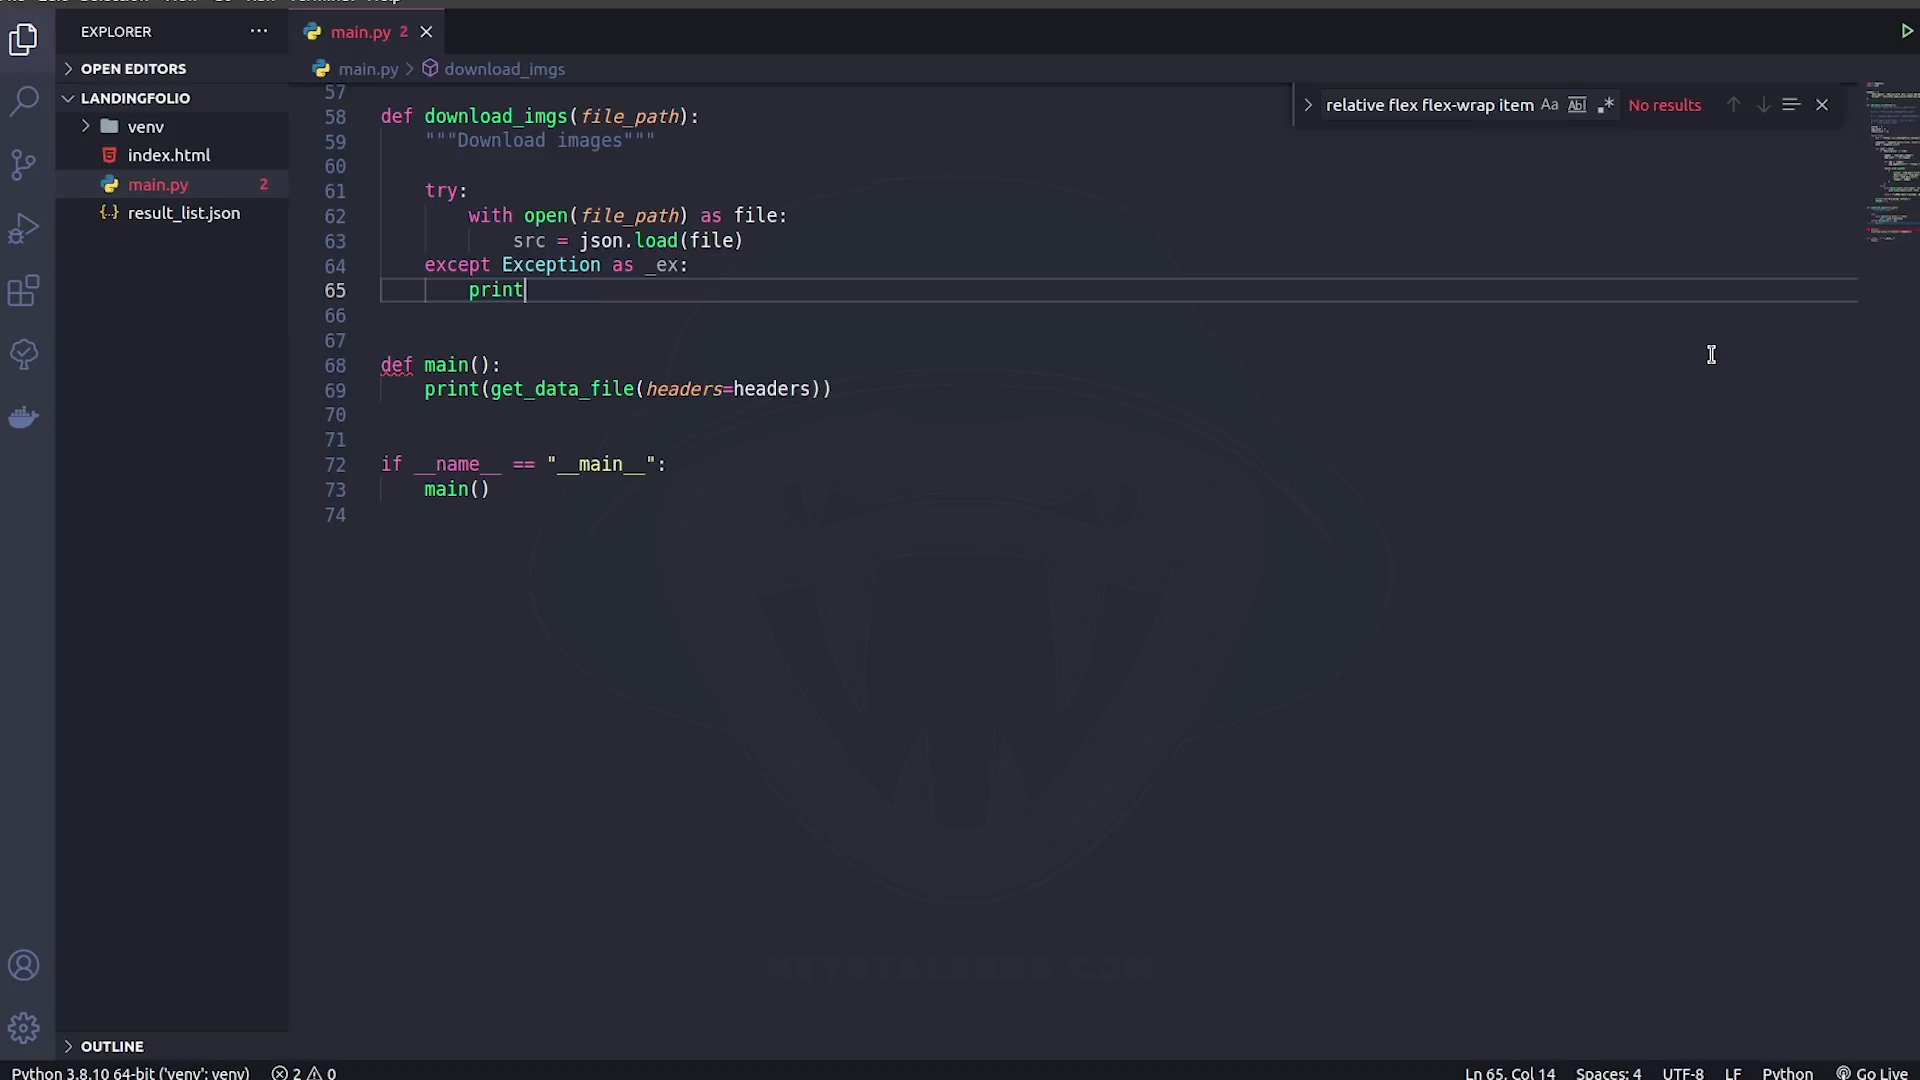 EXPLORER
OPEN EDITORS
LANDINGFOLIO
venv
index.html
main.py 2
result_list.json
OUTLINE
main.py 2
main.py > download_imgs
relative flex flex-wrap item Aa Abl .* No results
57
58 def download_imgs(file_path):
59 """Download images"""
60
61 try:
62 with open(file_path) as file:
63 src = json.load(file)
64 except Exception as _ex:
65 print
66
67
68 def main():
69 print(get_data_file(headers=headers))
70
71
72 if __name__ == "__main__":
73 main()
74
Python 3.8.10 64-bit ('venv': venv) 2 0
Ln 65, Col 14 Spaces: 4 UTF-8 LF Python Go Live